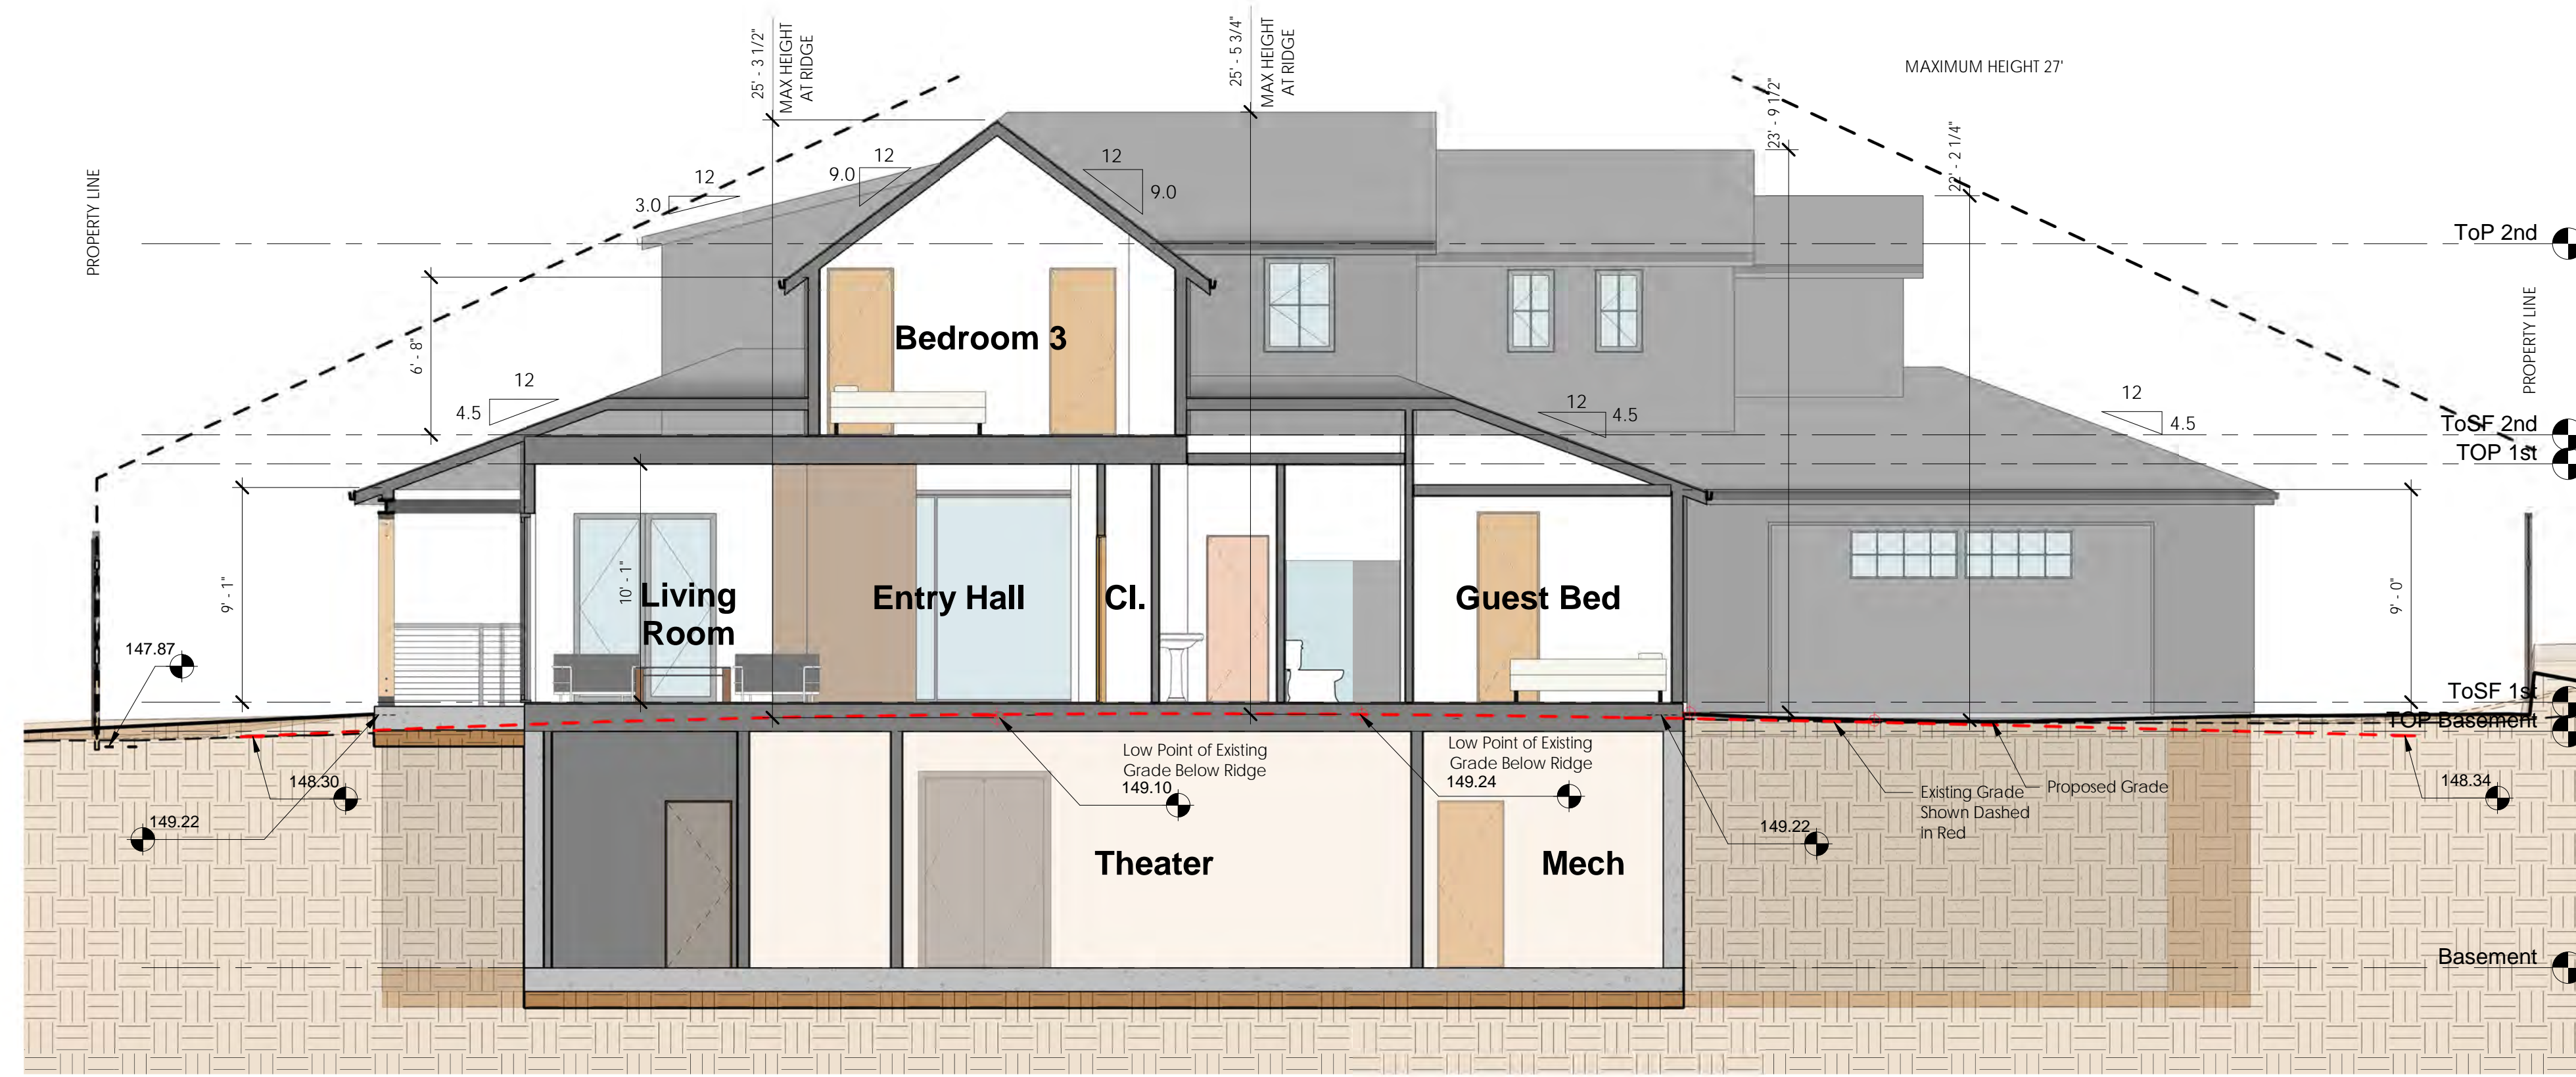 25' - 3 1/2"
MAX HEIGHT
AT RIDGE
25' - 5 3/4"
MAX HEIGHT
AT RIDGE
MAXIMUM HEIGHT 27'
23' - 9 1/2"
22' - 2 1/4"
PROPERTY LINE
12
3.0
12
9.0
12
9.0
ToP 2nd
PROPERTY LINE
6' - 8"
Bedroom 3
12
4.5
12
4.5
12
4.5
ToSF 2nd
TOP 1st
9' - 1"
10' - 1"
Living
Room
Entry Hall
Cl.
Guest Bed
9' - 0"
147.87
ToSF 1st
TOP Basement
148.30
149.22
Low Point of Existing
Grade Below Ridge
149.10
Low Point of Existing
Grade Below Ridge
149.24
149.22
Existing Grade
Shown Dashed
in Red
Proposed Grade
148.34
Theater
Mech
Basement